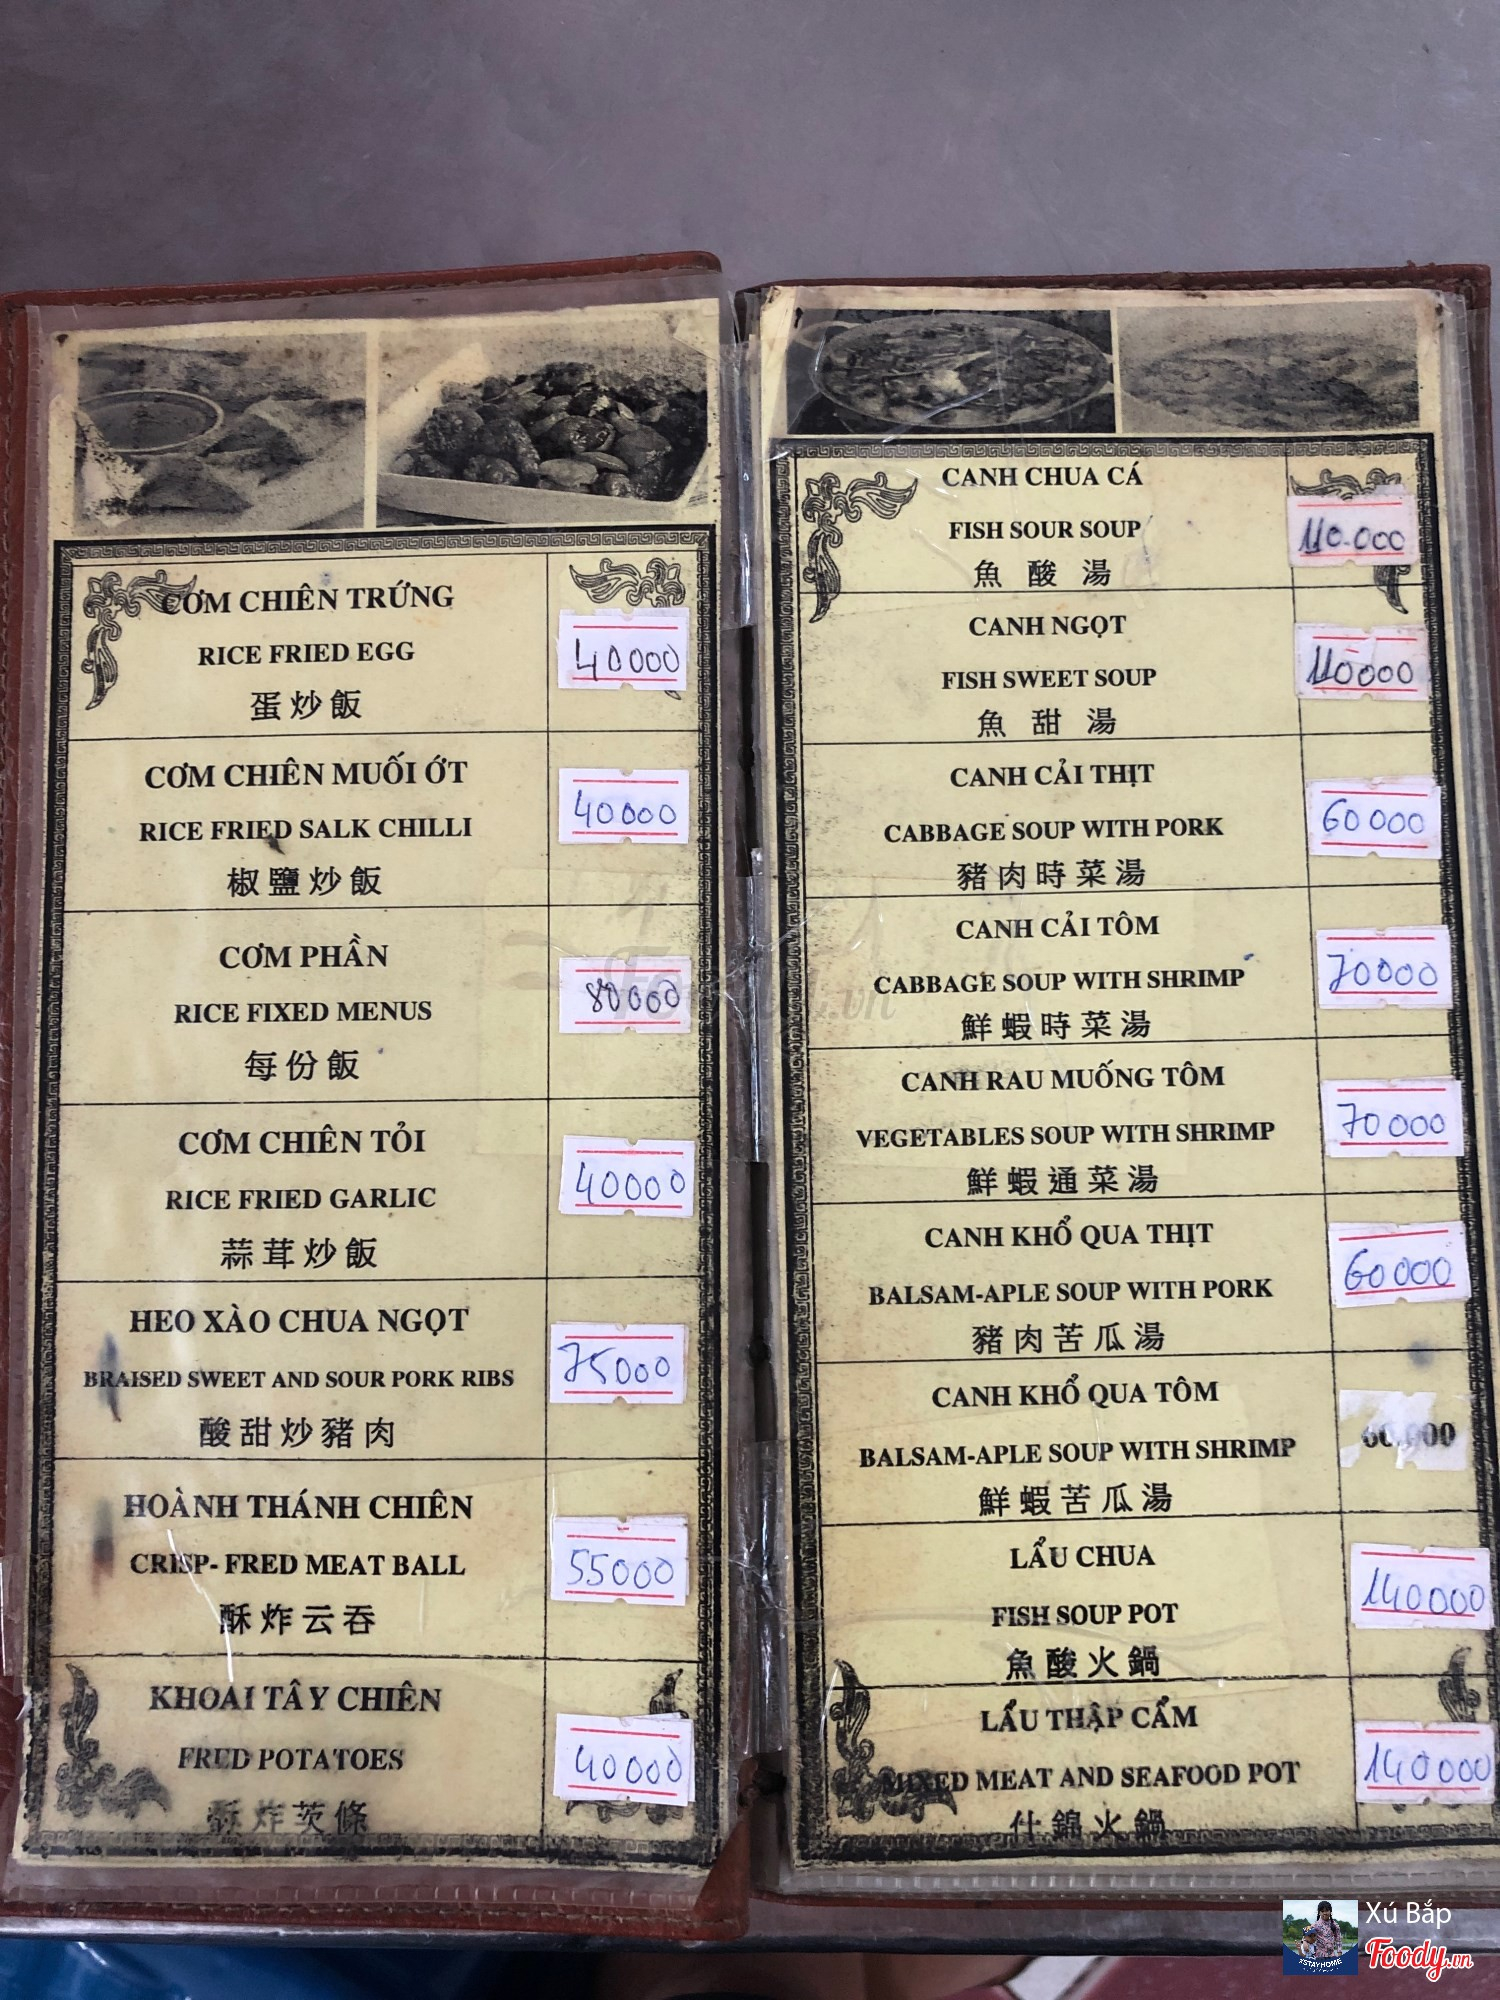 CƠM CHIÊN TRỨNG
RICE FRIED EGG
蛋炒飯
40000
CƠM CHIÊN MUỐI ỚT
RICE FRIED SALK CHILLI
椒鹽炒飯
40000
CƠM PHẦN
RICE FIXED MENUS
每份飯
80000
CƠM CHIÊN TỎI
RICE FRIED GARLIC
蒜茸炒飯
40000
HEO XÀO CHUA NGỌT
BRAISED SWEET AND SOUR PORK RIBS
酸甜炒豬肉
75000
HOÀNH THÁNH CHIÊN
CRISP- FRED MEAT BALL
酥炸云吞
55000
KHOAI TÂY CHIÊN
FRED POTATOES
酥炸茨條
40000
CANH CHUA CÁ
FISH SOUR SOUP
魚酸湯
110.000
CANH NGỌT
FISH SWEET SOUP
魚甜湯
110000
CANH CẢI THỊT
CABBAGE SOUP WITH PORK
豬肉時菜湯
60000
CANH CẢI TÔM
CABBAGE SOUP WITH SHRIMP
鮮蝦時菜湯
70000
CANH RAU MUỐNG TÔM
VEGETABLES SOUP WITH SHRIMP
鮮蝦通菜湯
70000
CANH KHỔ QUA THỊT
BALSAM-APLE SOUP WITH PORK
豬肉苦瓜湯
60000
CANH KHỔ QUA TÔM
BALSAM-APLE SOUP WITH SHRIMP
鮮蝦苦瓜湯
60.000
LẨU CHUA
FISH SOUP POT
魚酸火鍋
140000
LẨU THẬP CẨM
MIXED MEAT AND SEAFOOD POT
什錦火鍋
140000
Foody.vn
Xú Bắp
#STAYHOME
Foody.vn